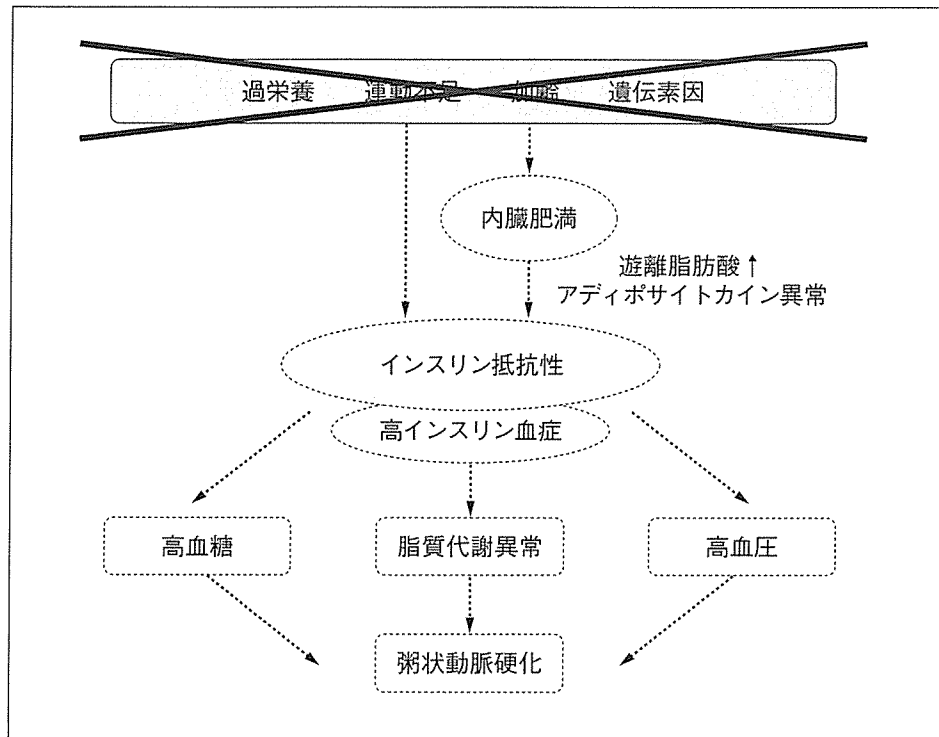 過栄養 運動不足 加齢 遺伝素因
内臓肥満
遊離脂肪酸↑
アディポサイトカイン異常
インスリン抵抗性
高インスリン血症
高血糖 脂質代謝異常 高血圧
粥状動脈硬化